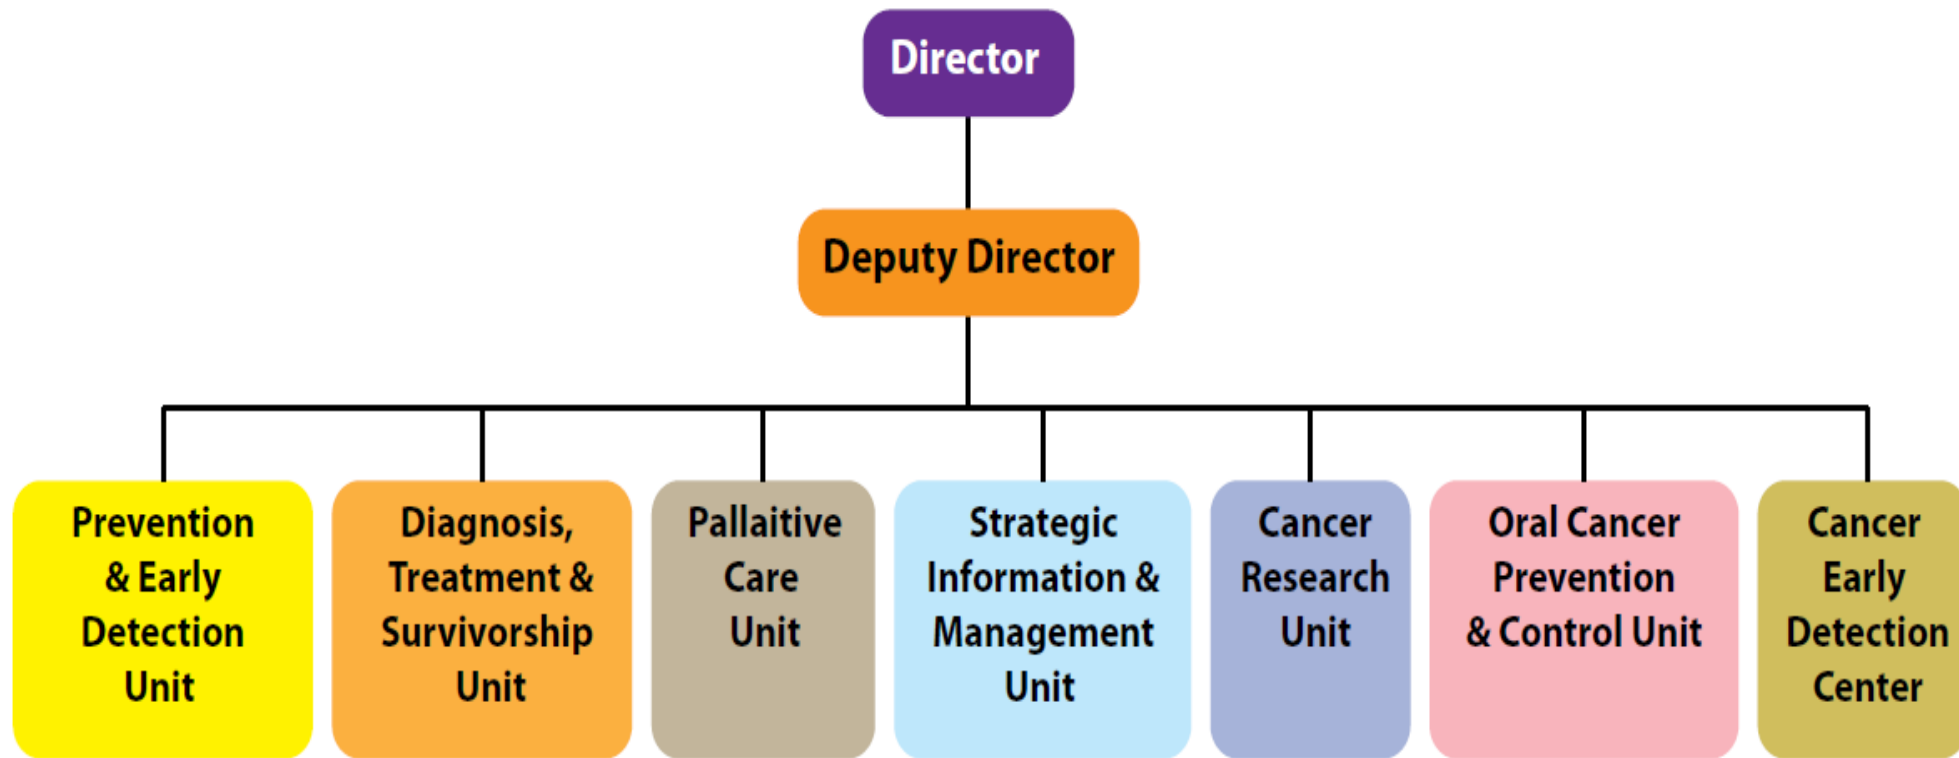 Director
Deputy Director
Prevention
& Early
Detection
Unit
Diagnosis,
Treatment &
Survivorship
Unit
Pallaitive
Care
Unit
Strategic
Information &
Management
Unit
Cancer
Research
Unit
Oral Cancer
Prevention
& Control Unit
Cancer
Early
Detection
Center